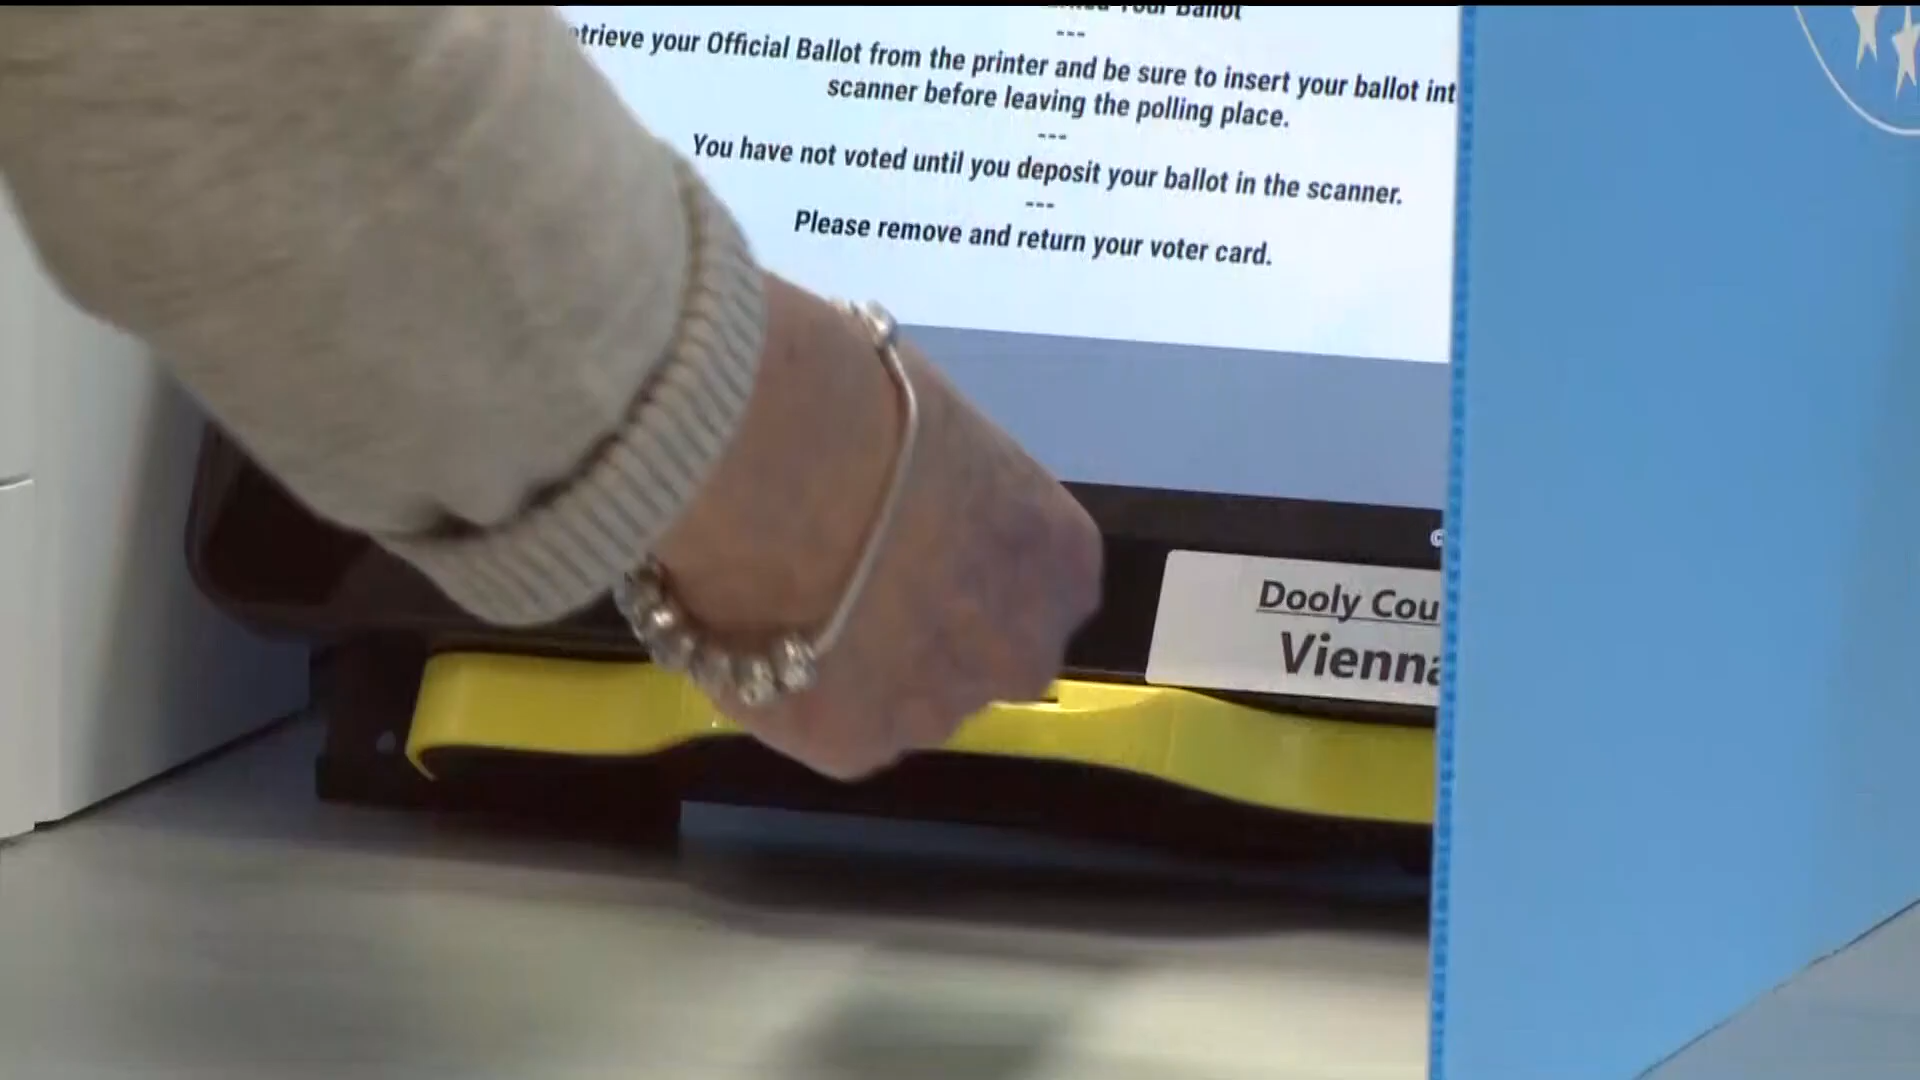 Your Ballot
---
etrieve your Official Ballot from the printer and be sure to insert your ballot int
scanner before leaving the polling place.
---
You have not voted until you deposit your ballot in the scanner.
---
Please remove and return your voter card.
Dooly Cou
Vienna